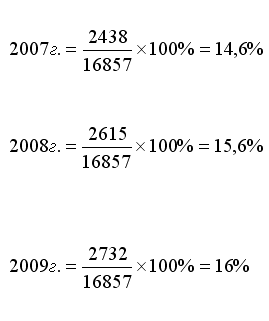 2007г. = 2438/16857 × 100% = 14,6%
2008г. = 2615/16857 × 100% = 15,6%
2009г. = 2732/16857 × 100% = 16%